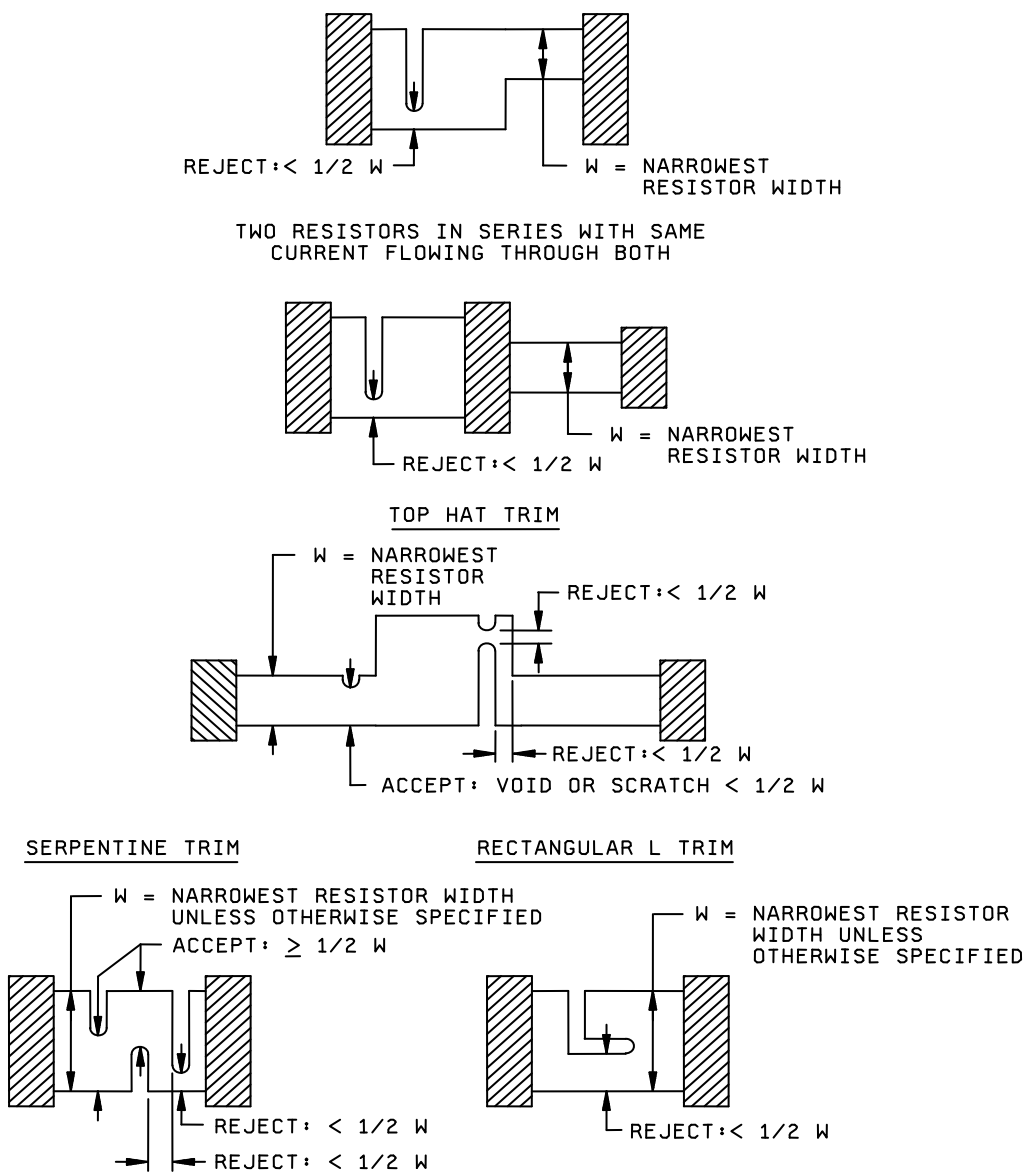 REJECT:< 1/2 W
W = NARROWEST
RESISTOR WIDTH
TWO RESISTORS IN SERIES WITH SAME
CURRENT FLOWING THROUGH BOTH
W = NARROWEST
RESISTOR WIDTH
REJECT:< 1/2 W
TOP HAT TRIM
W = NARROWEST
RESISTOR
WIDTH
REJECT:< 1/2 W
REJECT:< 1/2 W
ACCEPT: VOID OR SCRATCH < 1/2 W
SERPENTINE TRIM
W = NARROWEST RESISTOR WIDTH
UNLESS OTHERWISE SPECIFIED
ACCEPT: ≥ 1/2 W
REJECT: < 1/2 W
REJECT: < 1/2 W
RECTANGULAR L TRIM
W = NARROWEST RESISTOR
WIDTH UNLESS
OTHERWISE SPECIFIED
REJECT:< 1/2 W